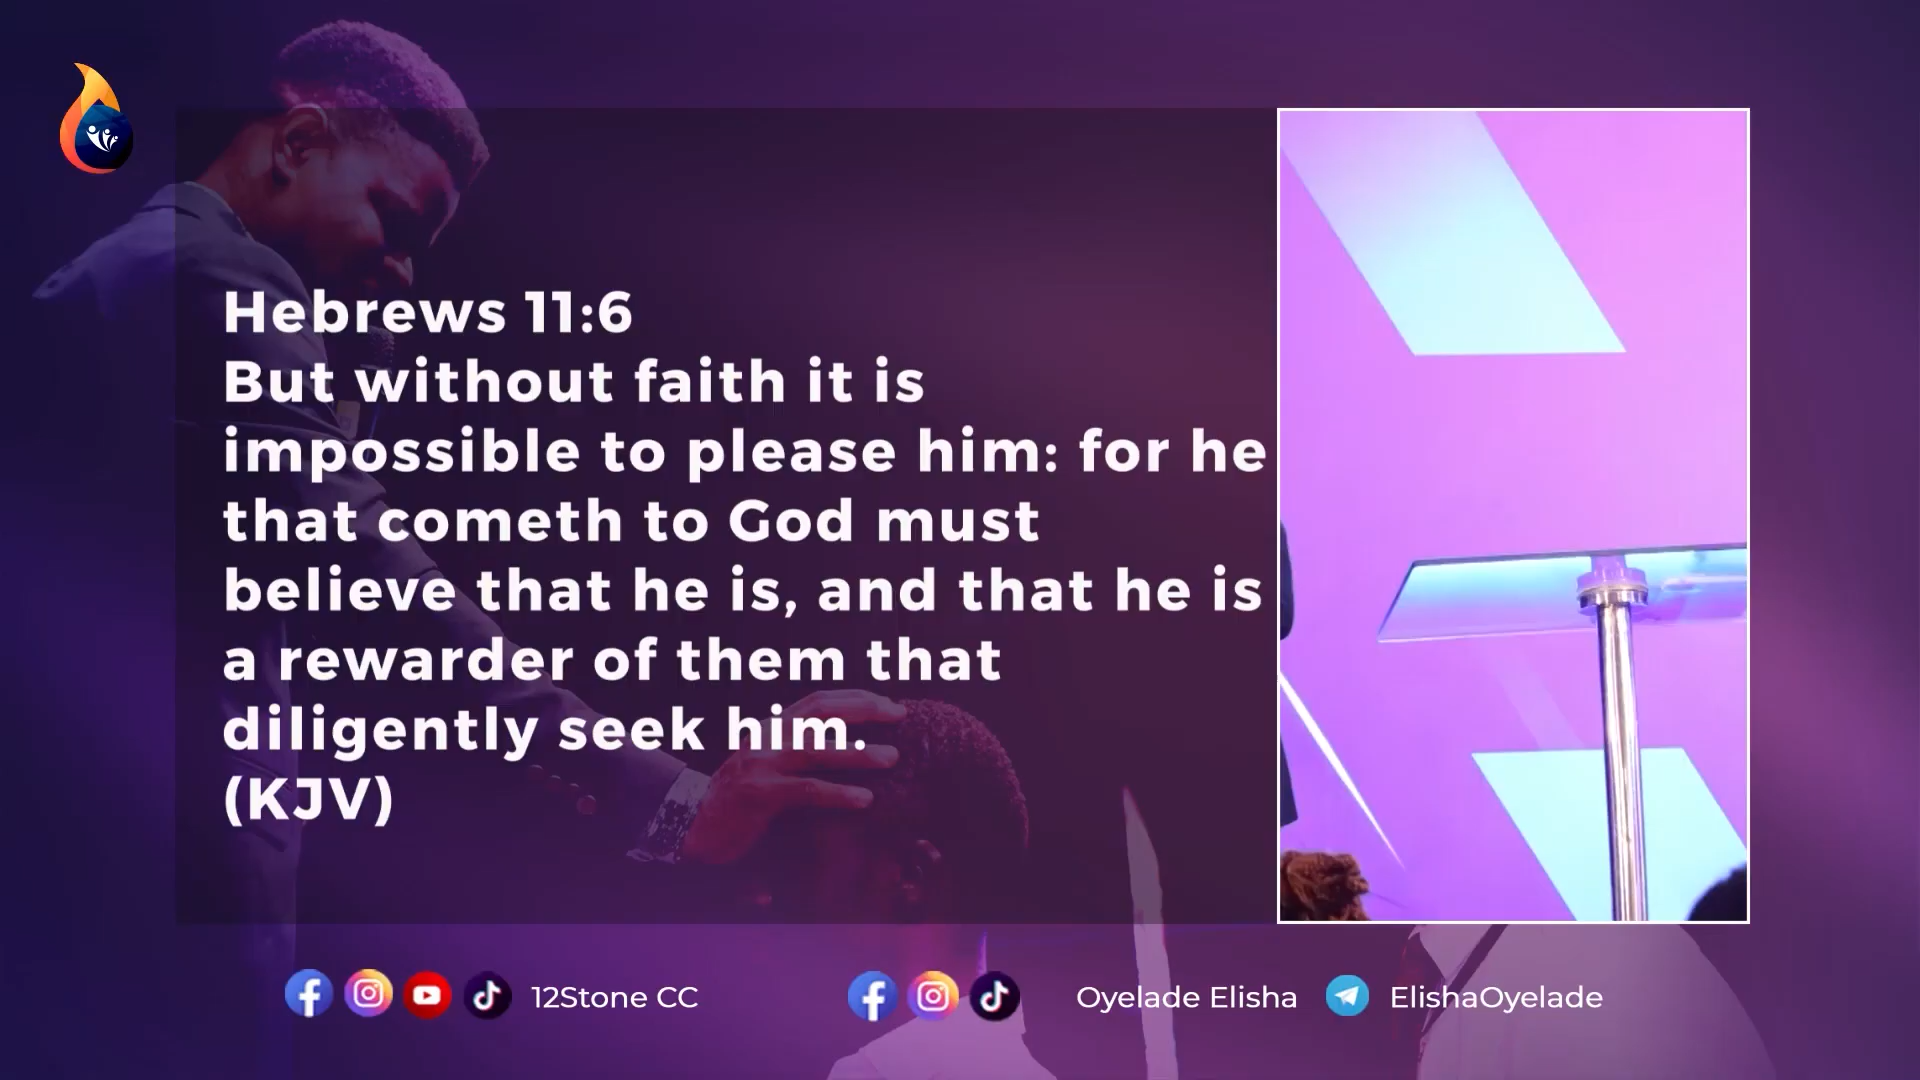 Hebrews 11:6
But without faith it is
impossible to please him: for he
that cometh to God must
believe that he is, and that he is
a rewarder of them that
diligently seek him.
(KJV)
12Stone CC
Oyelade Elisha
ElishaOyelade